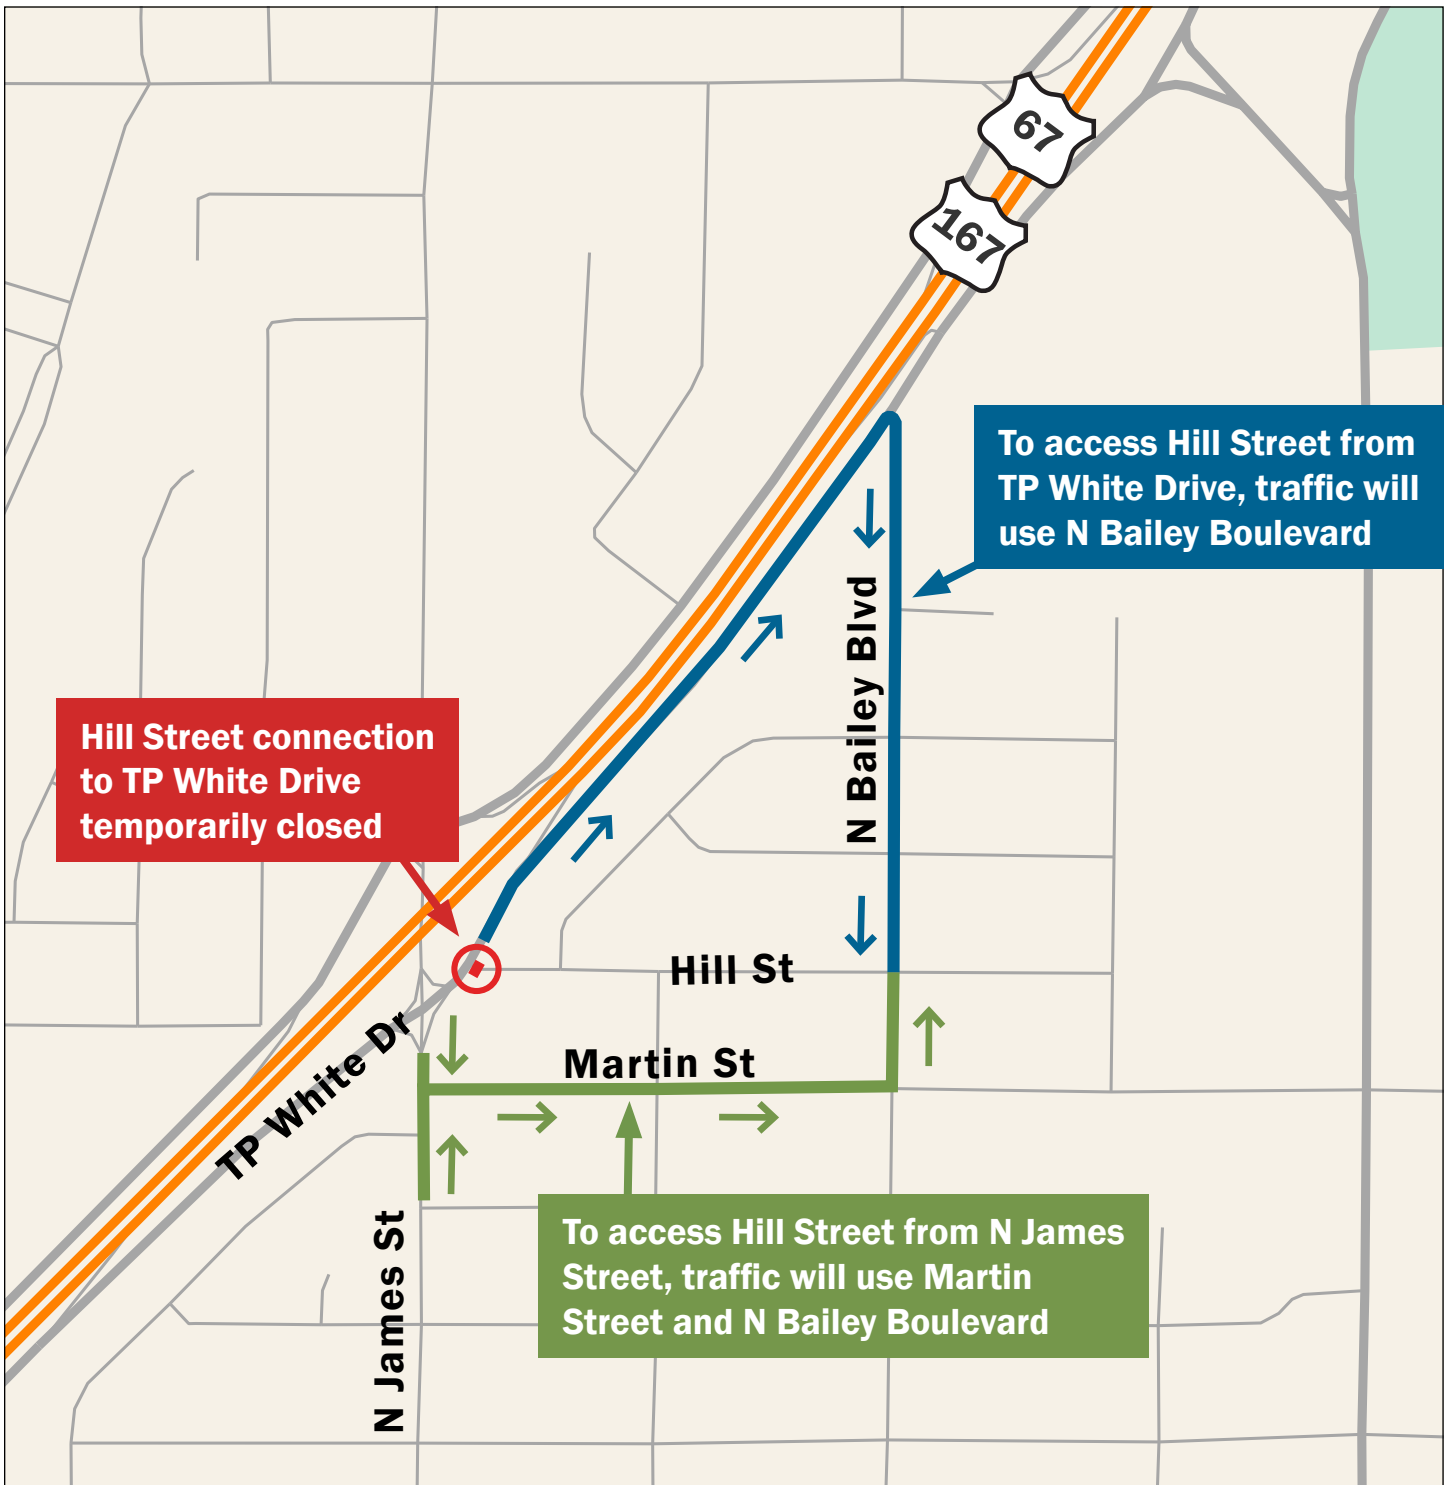 67
167
To access Hill Street from
TP White Drive, traffic will
use N Bailey Boulevard
N Bailey Blvd
Hill Street connection
to TP White Drive
temporarily closed
Hill St
TP White Dr
Martin St
To access Hill Street from N James
Street, traffic will use Martin
Street and N Bailey Boulevard
N James St